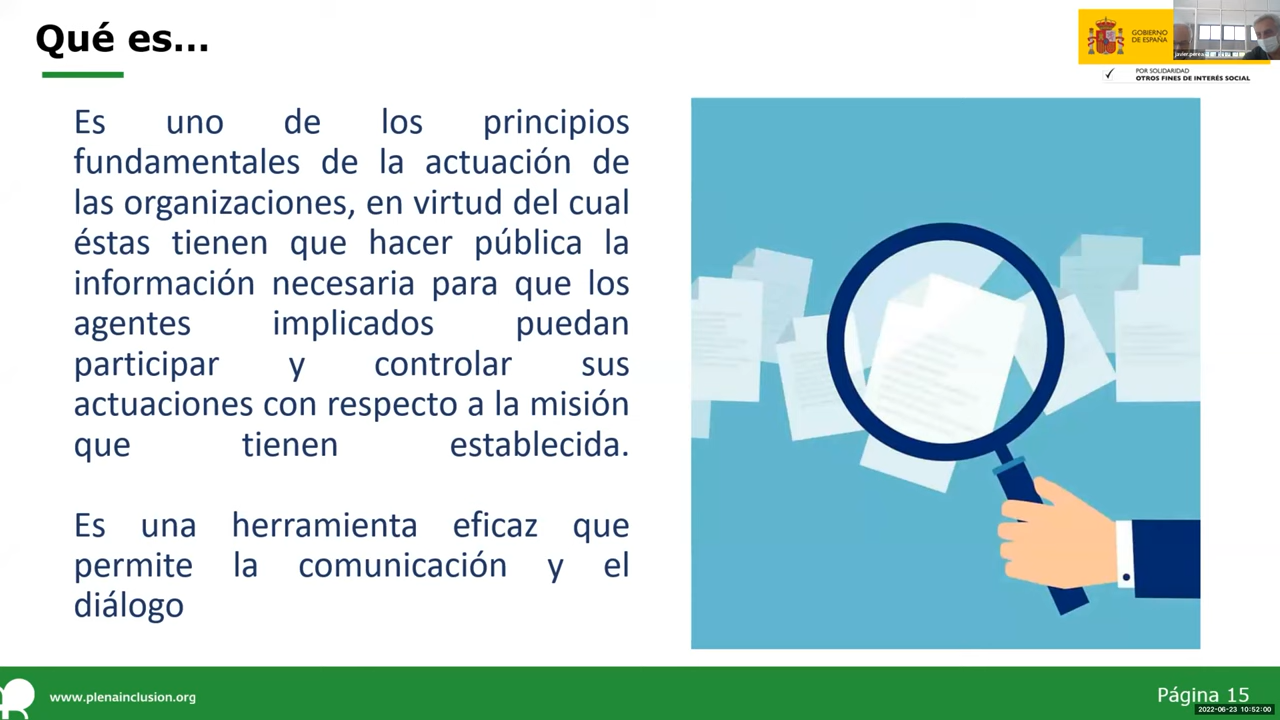 Qué es...
GOBIERNO
DE ESPAÑA
POR SOLIDARIDAD
OTROS FINES DE INTERÉS SOCIAL
Es uno de los principios
fundamentales de la actuación de
las organizaciones, en virtud del cual
éstas tienen que hacer pública la
información necesaria para que los
agentes implicados puedan
participar y controlar sus
actuaciones con respecto a la misión
que tienen establecida.
Es una herramienta eficaz que
permite la comunicación y el
diálogo
www.plenainclusion.org
Página 15
2022-06-23 10:52:00